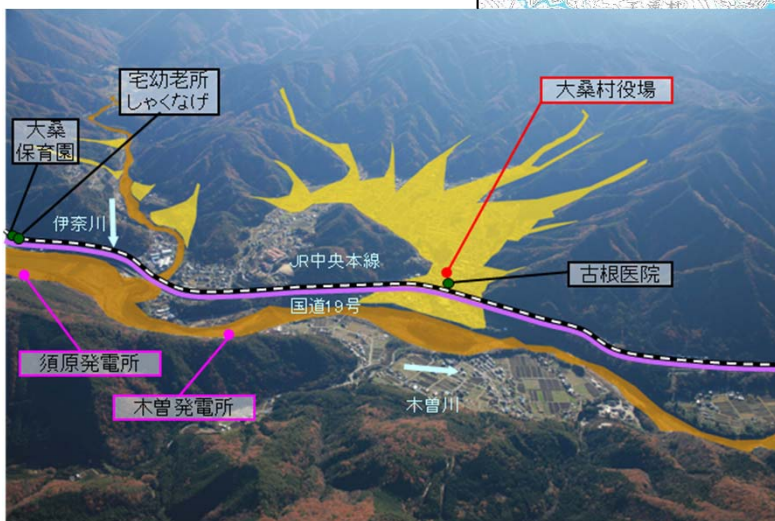 宅幼老所
しゃくなげ
大桑村役場
大桑
保育園
伊奈川
JR中央本線
古根医院
国道19号
須原発電所
木曽発電所
木曽川